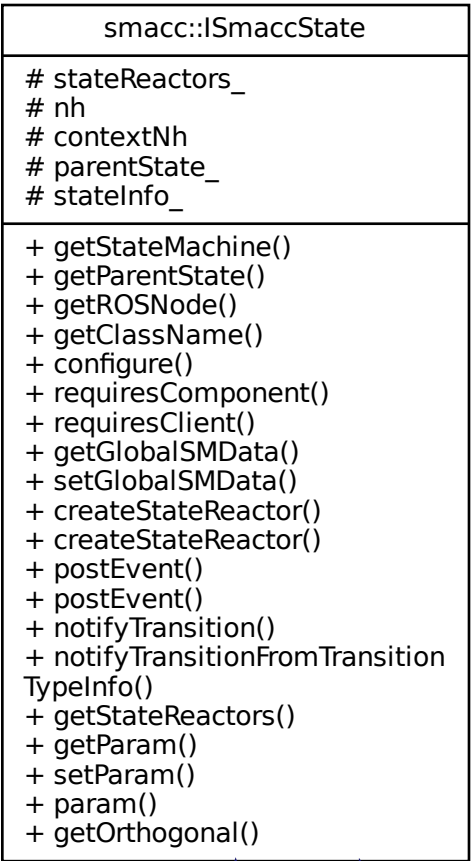 smacc::ISmaccState
# stateReactors_
# nh
# contextNh
# parentState_
# stateInfo_
+ getStateMachine()
+ getParentState()
+ getROSNode()
+ getClassName()
+ configure()
+ requiresComponent()
+ requiresClient()
+ getGlobalSMData()
+ setGlobalSMData()
+ createStateReactor()
+ createStateReactor()
+ postEvent()
+ postEvent()
+ notifyTransition()
+ notifyTransitionFromTransition
TypeInfo()
+ getStateReactors()
+ getParam()
+ setParam()
+ param()
+ getOrthogonal()